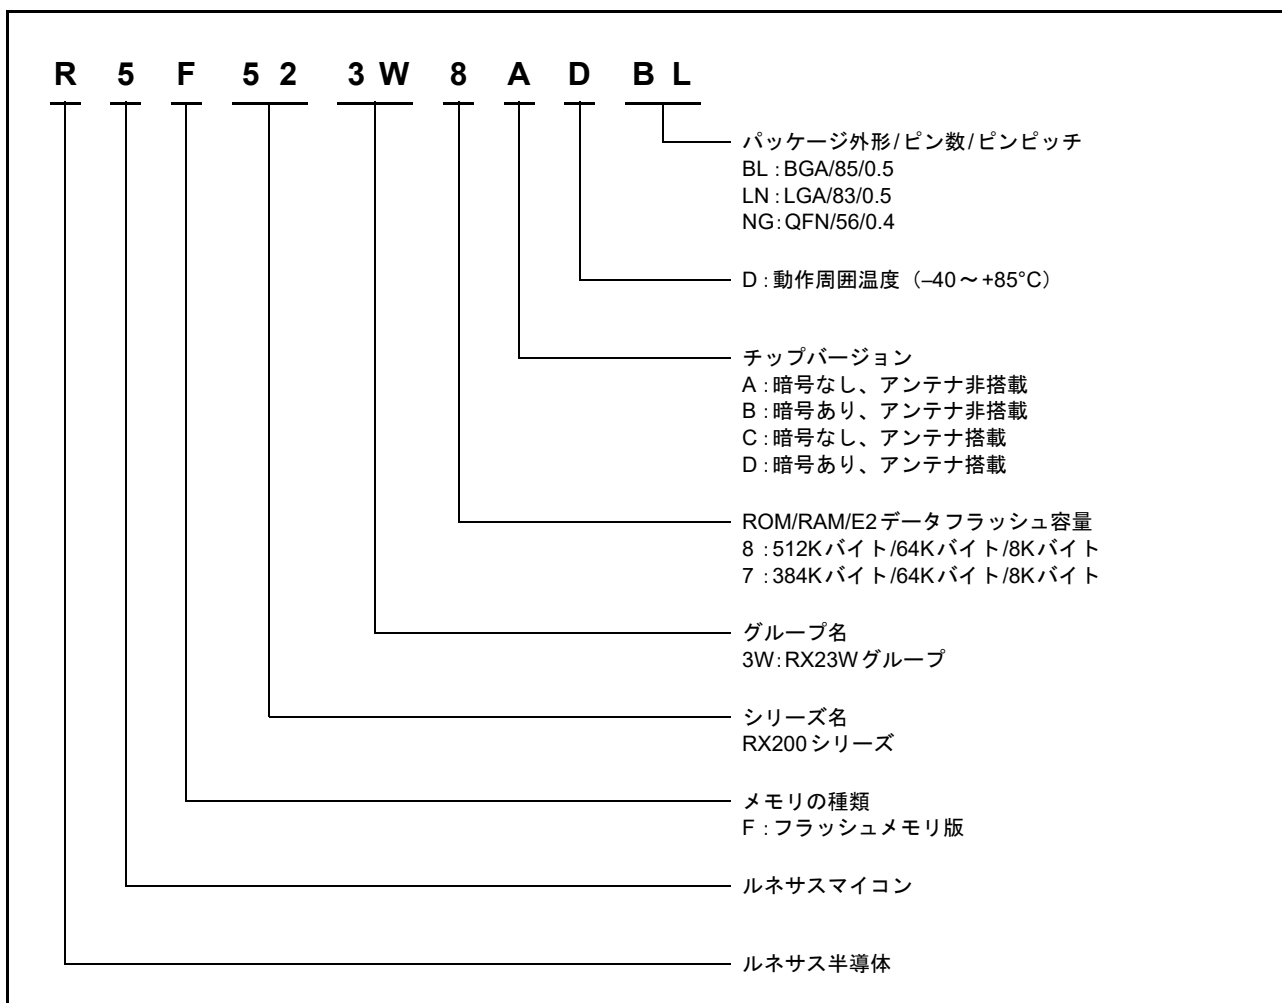 R 5 F 5 2 3 W 8 A D B L
パッケージ外形/ピン数/ピンピッチ
BL : BGA/85/0.5
LN : LGA/83/0.5
NG : QFN/56/0.4
D : 動作周囲温度（–40～+85°C）
チップバージョン
A : 暗号なし、アンテナ非搭載
B : 暗号あり、アンテナ非搭載
C : 暗号なし、アンテナ搭載
D : 暗号あり、アンテナ搭載
ROM/RAM/E2データフラッシュ容量
8 : 512Kバイト/64Kバイト/8Kバイト
7 : 384Kバイト/64Kバイト/8Kバイト
グループ名
3W : RX23Wグループ
シリーズ名
RX200シリーズ
メモリの種類
F : フラッシュメモリ版
ルネサスマイコン
ルネサス半導体